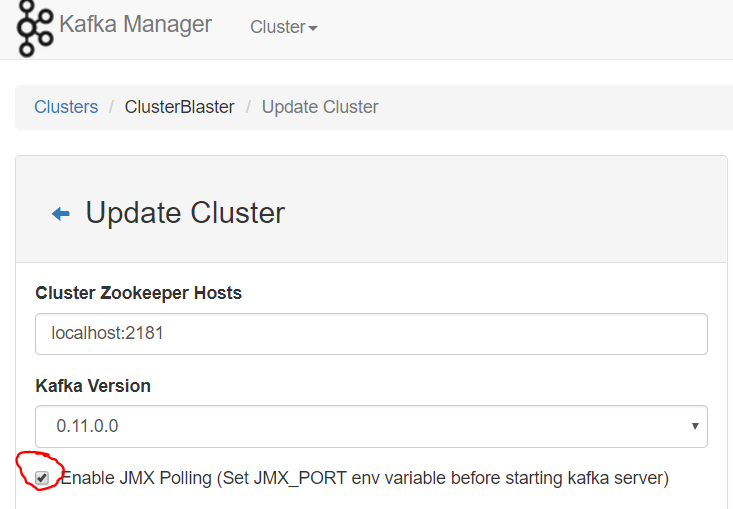 Kafka Manager Cluster
Clusters / ClusterBlaster / Update Cluster
Update Cluster
Cluster Zookeeper Hosts
localhost:2181
Kafka Version
0.11.0.0
Enable JMX Polling (Set JMX_PORT env variable before starting kafka server)